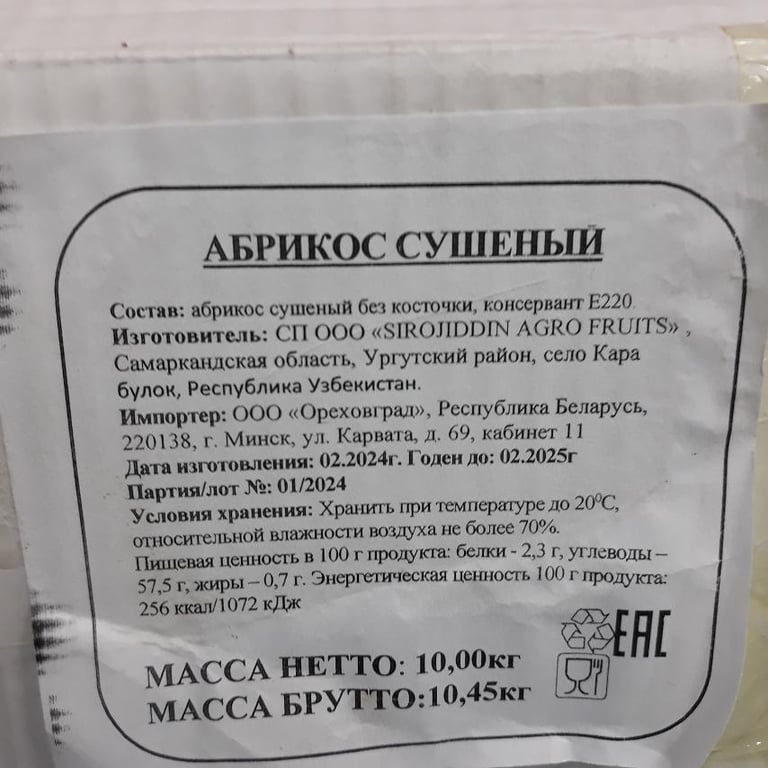 АБРИКОС СУШЕНЫЙ
Состав: абрикос сушеный без косточки, консервант Е220.
Изготовитель: СП ООО «SIROJIDDIN AGRO FRUITS» ,
Самаркандская область, Ургутский район, село Кара
булок, Республика Узбекистан.
Импортер: ООО «Ореховград», Республика Беларусь,
220138, г. Минск, ул. Карвата, д. 69, кабинет 11
Дата изготовления: 02.2024г. Годен до: 02.2025г
Партия/лот №: 01/2024
Условия хранения: Хранить при температуре до 20⁰С,
относительной влажности воздуха не более 70%.
Пищевая ценность в 100 г продукта: белки - 2,3 г, углеводы –
57,5 г, жиры – 0,7 г. Энергетическая ценность 100 г продукта:
256 ккал/1072 кДж
EAC
МАССА НЕТТО: 10,00кг
МАССА БРУТТО:10,45кг